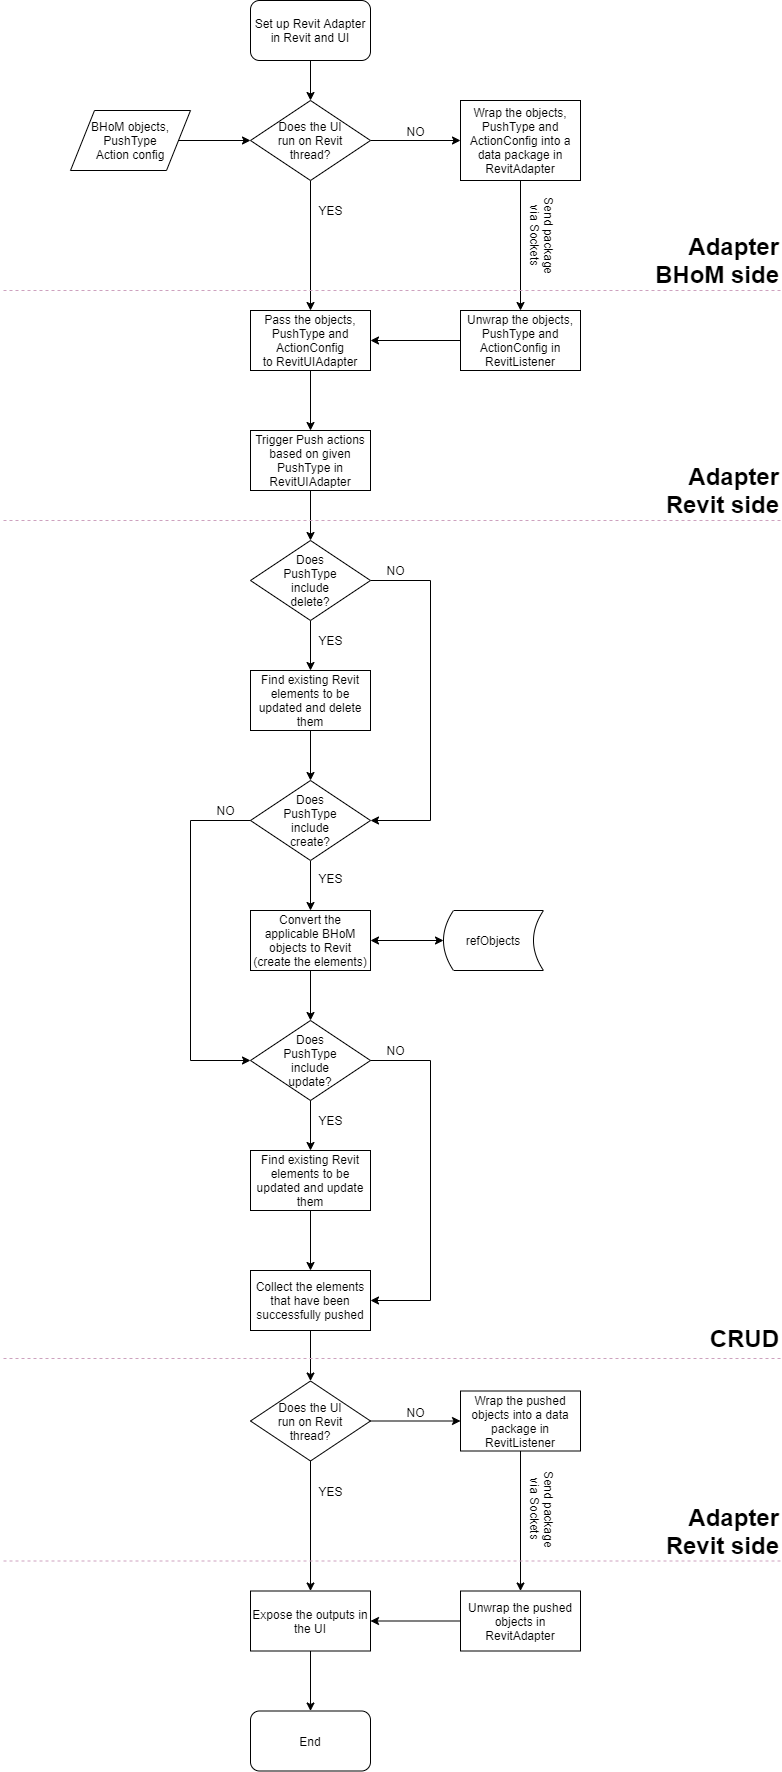 Set up Revit Adapter
in Revit and UI
BHoM objects,
PushType
Action config
Does the UI
run on Revit
thread?
NO
Wrap the objects,
PushType and
ActionConfig into a
data package in
RevitAdapter
YES
Send package
via Sockets
Adapter
BHoM side
Pass the objects,
PushType and
ActionConfig
to RevitUIAdapter
Unwrap the objects,
PushType and
ActionConfig in
RevitListener
Trigger Push actions
based on given
PushType in
RevitUIAdapter
Adapter
Revit side
Does
PushType
include
delete?
NO
YES
Find existing Revit
elements to be
updated and delete
them
Does
PushType
include
create?
NO
YES
Convert the
applicable BHoM
objects to Revit
(create the elements)
refObjects
Does
PushType
include
update?
NO
YES
Find existing Revit
elements to be
updated and update
them
Collect the elements
that have been
successfully pushed
CRUD
Does the UI
run on Revit
thread?
NO
Wrap the pushed
objects into a data
package in
RevitListener
YES
Send package
via Sockets
Adapter
Revit side
Expose the outputs in
the UI
Unwrap the pushed
objects in
RevitAdapter
End